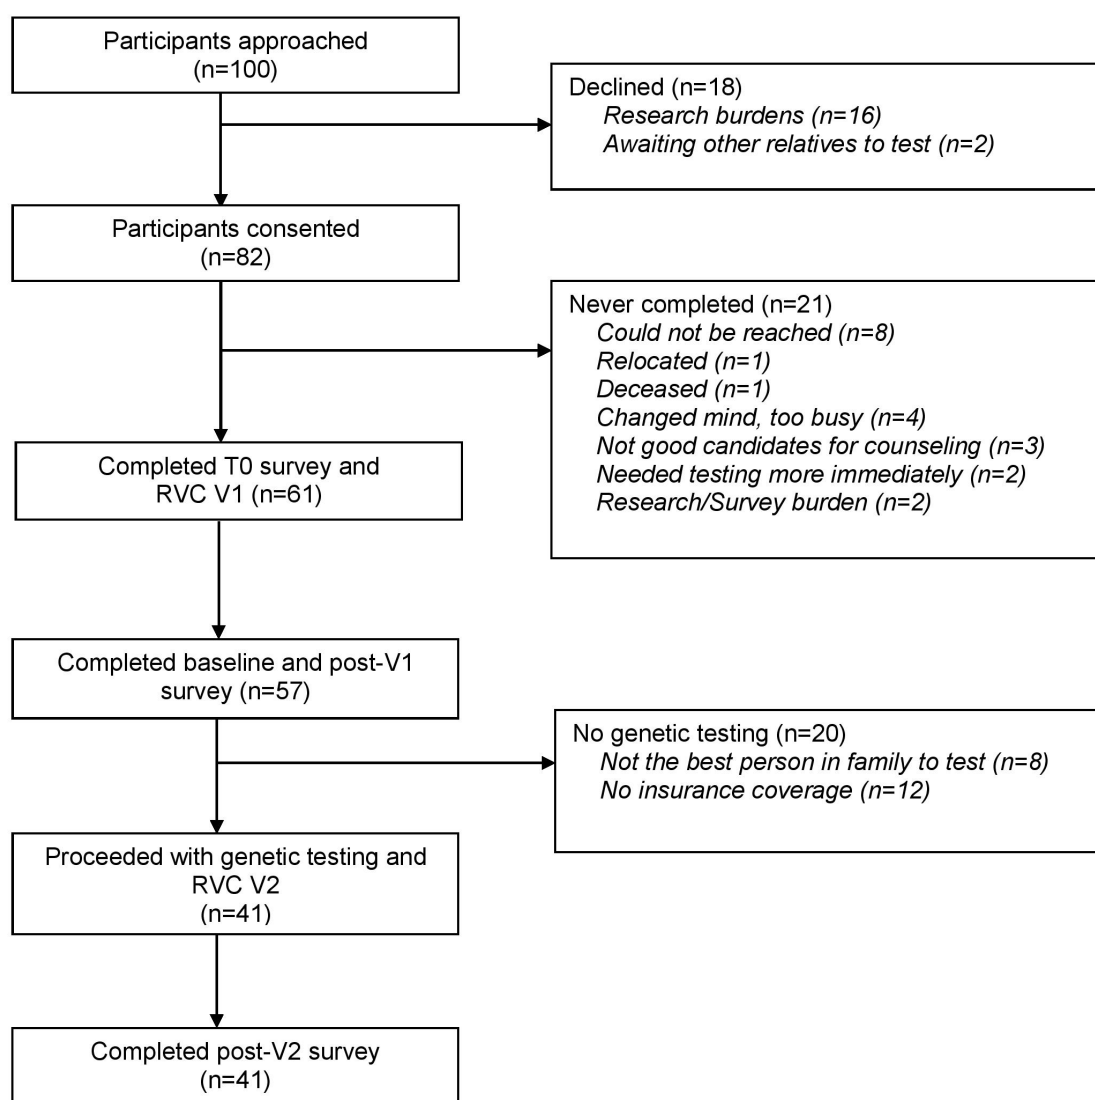 Participants approached
(n=100)
Declined (n=18)
Research burdens (n=16)
Awaiting other relatives to test (n=2)
Participants consented
(n=82)
Never completed (n=21)
Could not be reached (n=8)
Relocated (n=1)
Deceased (n=1)
Changed mind, too busy (n=4)
Not good candidates for counseling (n=3)
Needed testing more immediately (n=2)
Research/Survey burden (n=2)
Completed T0 survey and
RVC V1 (n=61)
Completed baseline and post-V1
survey (n=57)
No genetic testing (n=20)
Not the best person in family to test (n=8)
No insurance coverage (n=12)
Proceeded with genetic testing and
RVC V2
(n=41)
Completed post-V2 survey
(n=41)